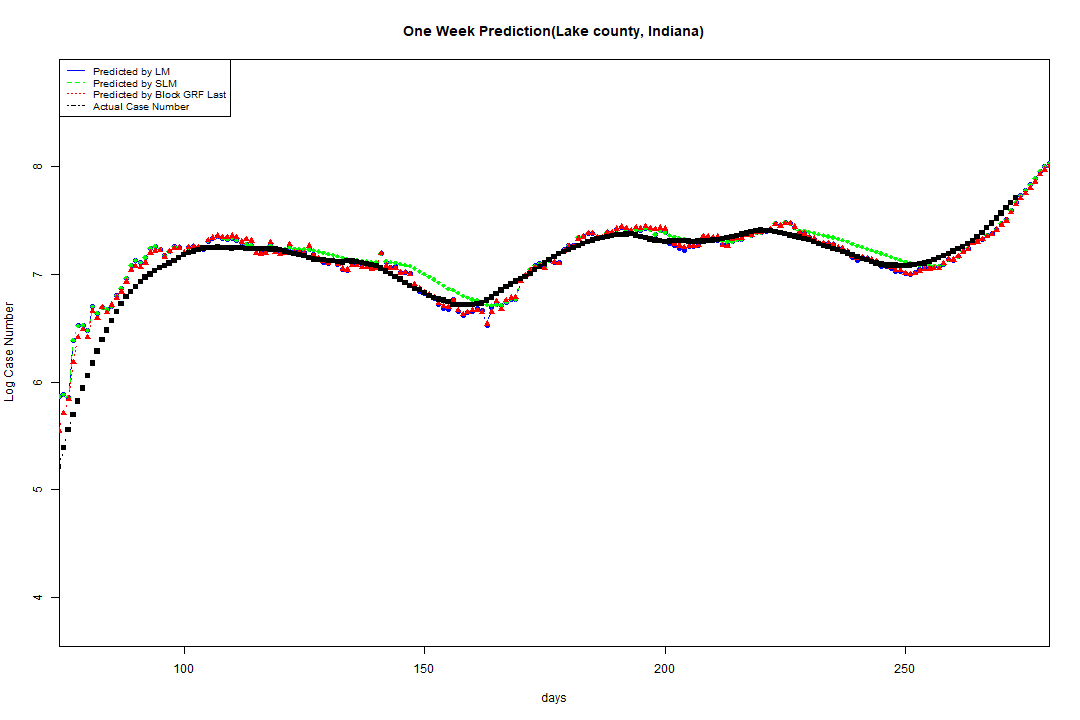 One Week Prediction(Lake county, Indiana)
Predicted by LM
Predicted by SLM
Predicted by Block GRF Last
Actual Case Number
Log Case Number
8
7
6
5
4
100 150 200 250
days